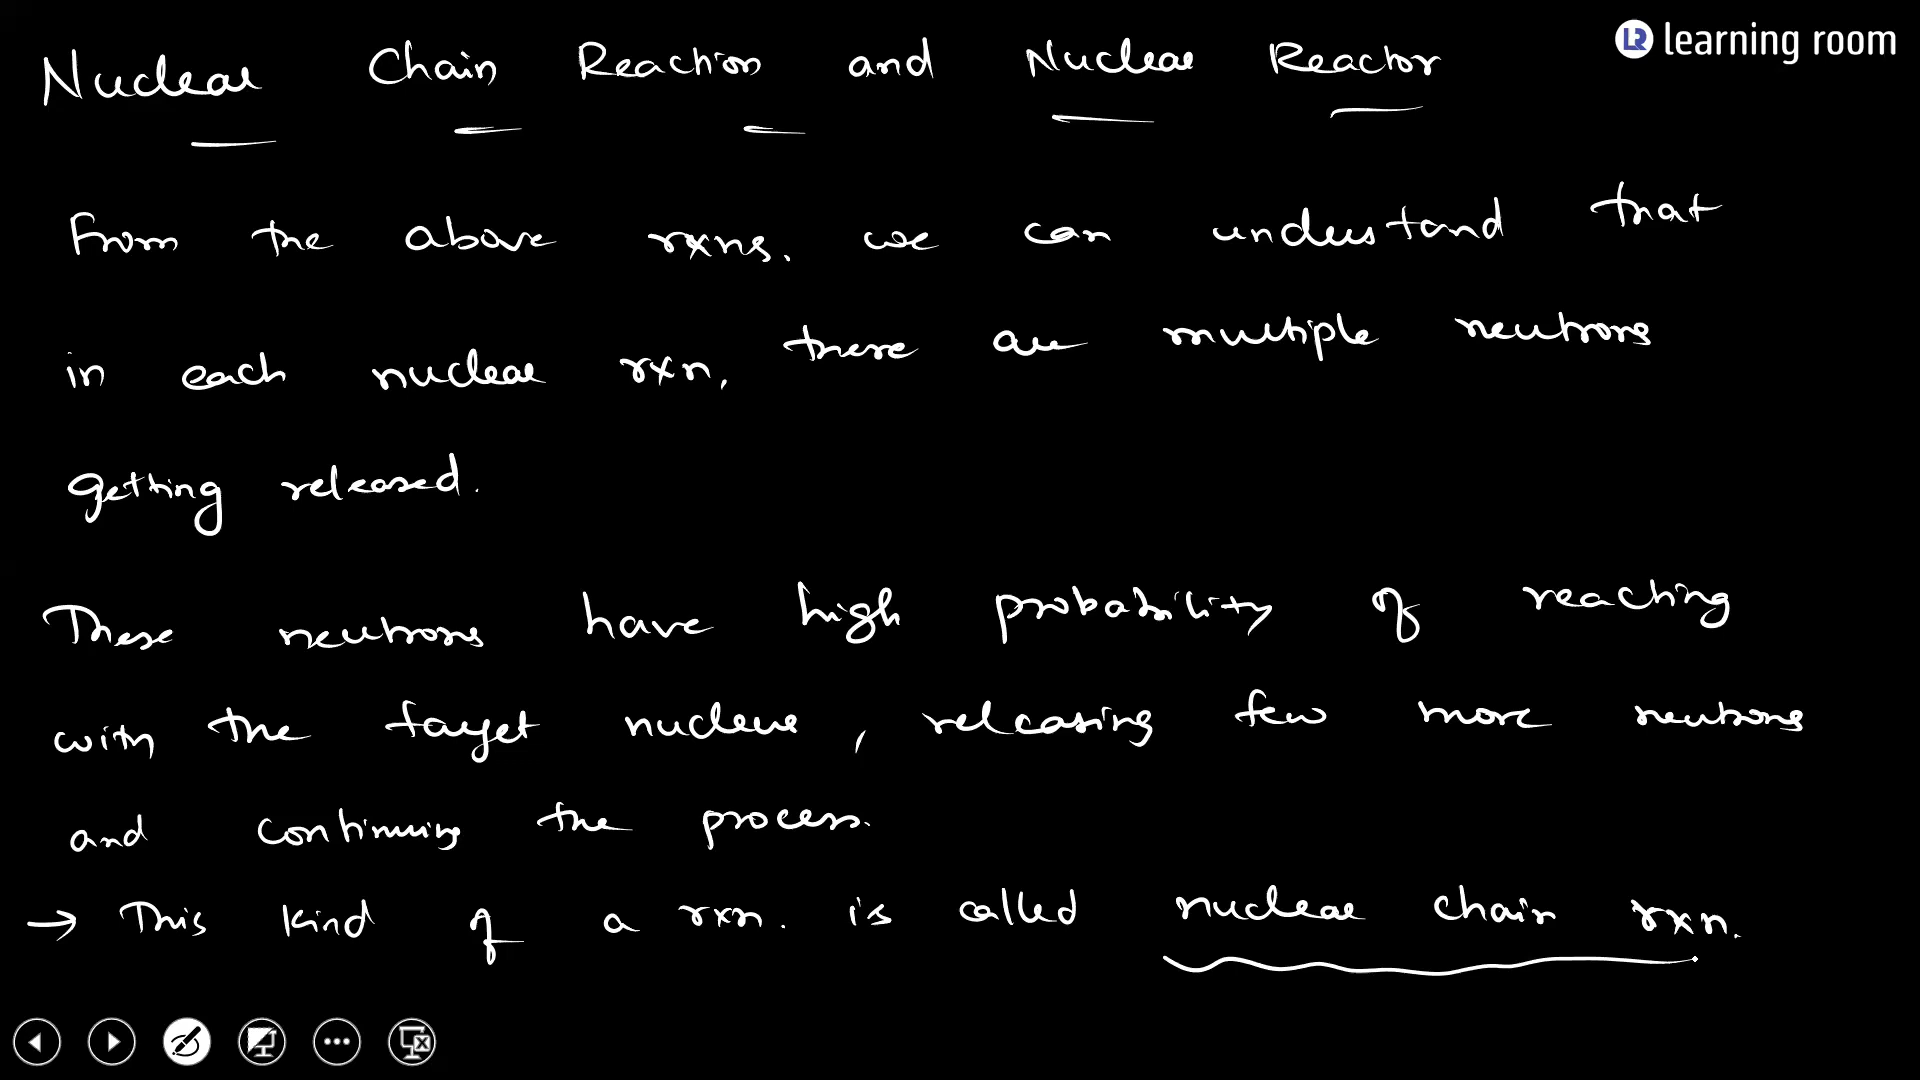 Nuclear Chain Reaction and Nuclear Reactor
LR learning room
From the above rxns. we can understand that
in each nuclear rxn, there are multiple neutrons
getting released.
These neutrons have high probability of reaching
with the target nucleus, releasing few more neutrons
and continuing the process.
→ This kind of a rxn. is called nuclear chain rxn.